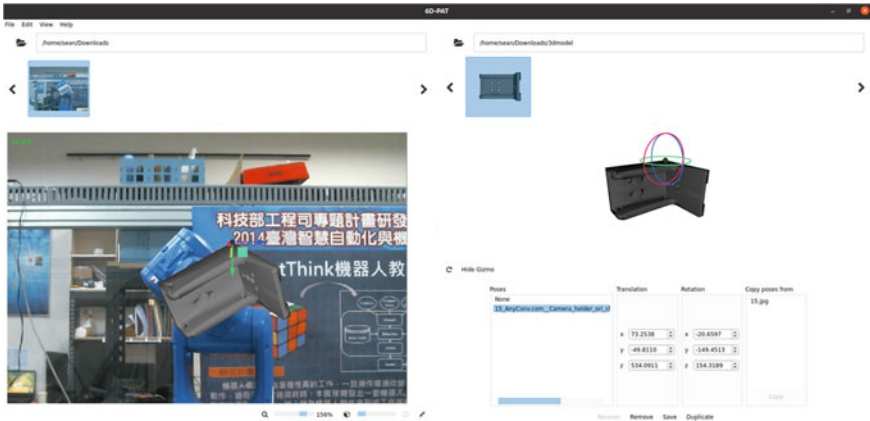 6D-PAT
File Edit View Help
/home/sean/Downloads
/home/sean/Downloads/3dmodel
科技部工程司專題計畫研發
2014臺灣智慧自動化與機
tThink機器人教
Hide Gizmo
Poses Translation Rotation Copy poses from
None 15.jpg
15_AnyConv.com__Camera_holder_ori_cl
x 73.2538 x -20.6597
y -49.8110 y -149.4513
z 534.0911 z 154.3189
Copy
156%
Recover Remove Save Duplicate